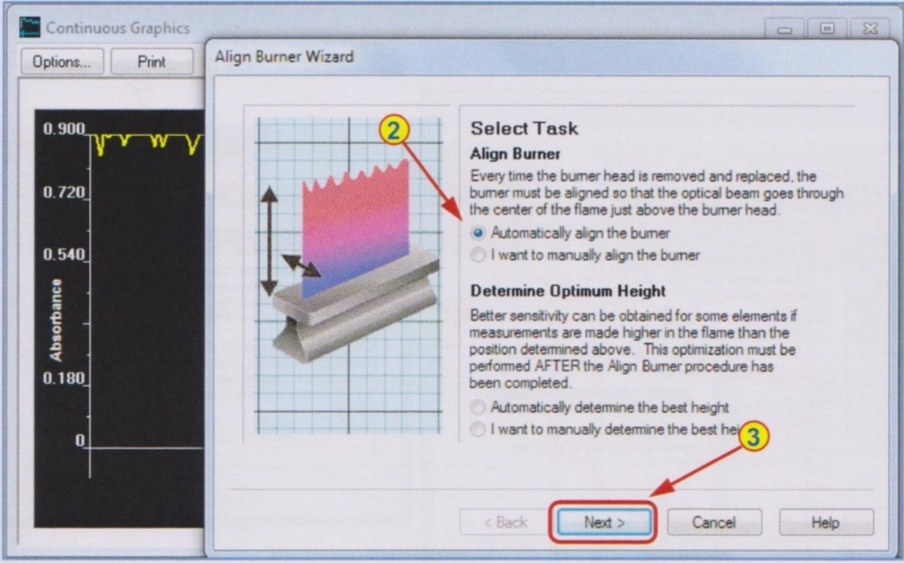 Continuous Graphics
Options...
Print
Align Burner Wizard
0.900
0.720
0.540
0.180
0
Absorbance
2
Select Task
Align Burner
Every time the burner head is removed and replaced, the
burner must be aligned so that the optical beam goes through
the center of the flame just above the burner head.
Automatically align the burner
I want to manually align the burner
Determine Optimum Height
Better sensitivity can be obtained for some elements if
measurements are made higher in the flame than the
position determined above. This optimization must be
performed AFTER the Align Burner procedure has
been completed.
Automatically determine the best height
I want to manually determine the best hei
3
< Back
Next >
Cancel
Help